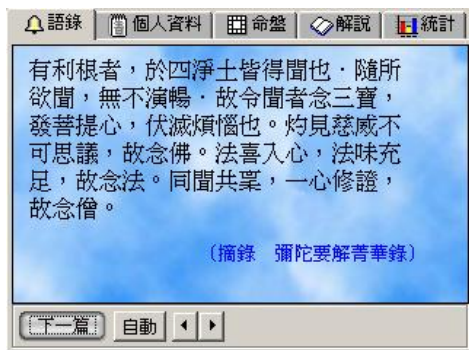 語錄 個人資料 命盤 解說 統計
有利根者，於四淨土皆得聞也．隨所
欲聞，無不演暢．故令聞者念三寶，
發菩提心，伏滅煩惱也。灼見慈威不
可思議，故念佛。法喜入心，法味充
足，故念法。同聞共稟，一心修證，
故念僧。
〔摘錄　彌陀要解菁華錄〕
下一篇 自動